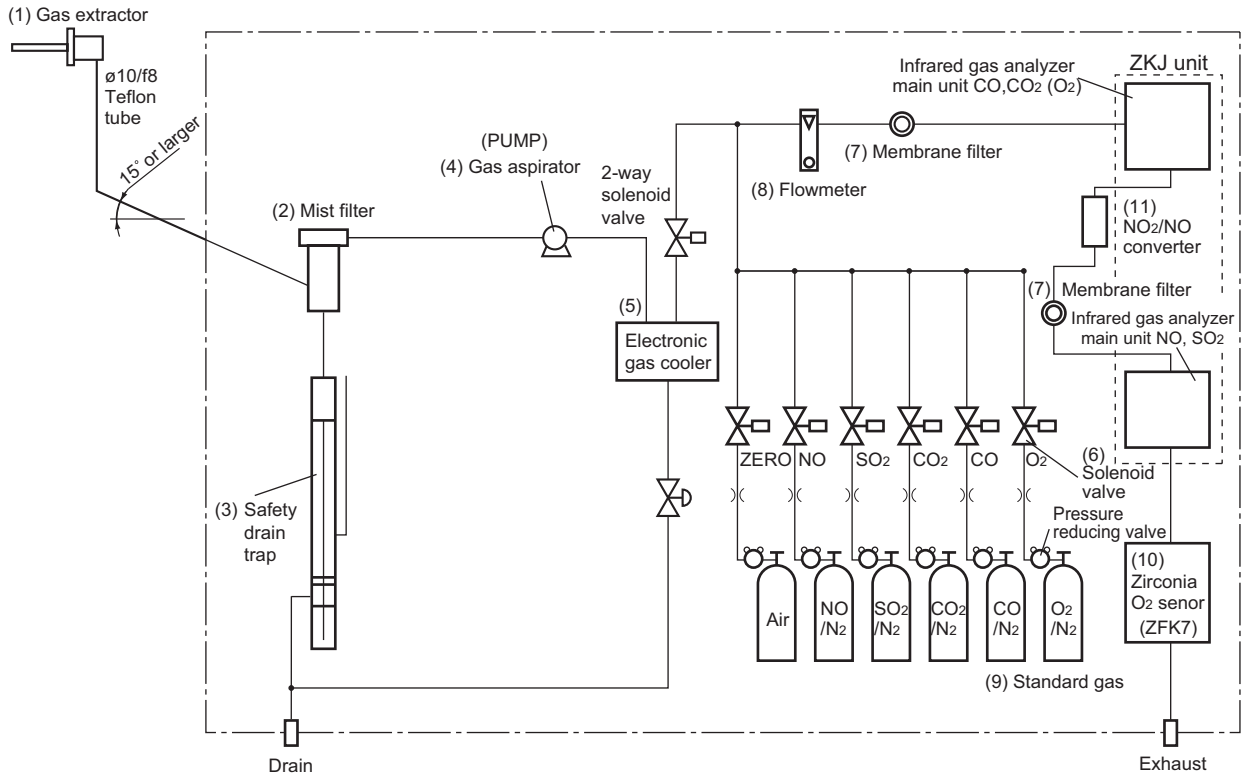 (1) Gas extractor
ø10/f8
Teflon
tube
15° or larger
(2) Mist filter
(3) Safety
drain
trap
(PUMP)
(4) Gas aspirator
2-way
solenoid
valve
(5)
Electronic
gas cooler
Infrared gas analyzer
main unit CO,CO2 (O2)
ZKJ unit
(7) Membrane filter
(8) Flowmeter
(11)
NO2/NO
converter
(7) Membrane filter
Infrared gas analyzer
main unit NO, SO2
ZERO
NO
SO2
CO2
CO
O2
(6)
Solenoid
valve
Pressure
reducing valve
Air
NO
/N2
SO2
/N2
CO2
/N2
CO
/N2
O2
/N2
(9) Standard gas
(10)
Zirconia
O2 senor
(ZFK7)
Drain
Exhaust